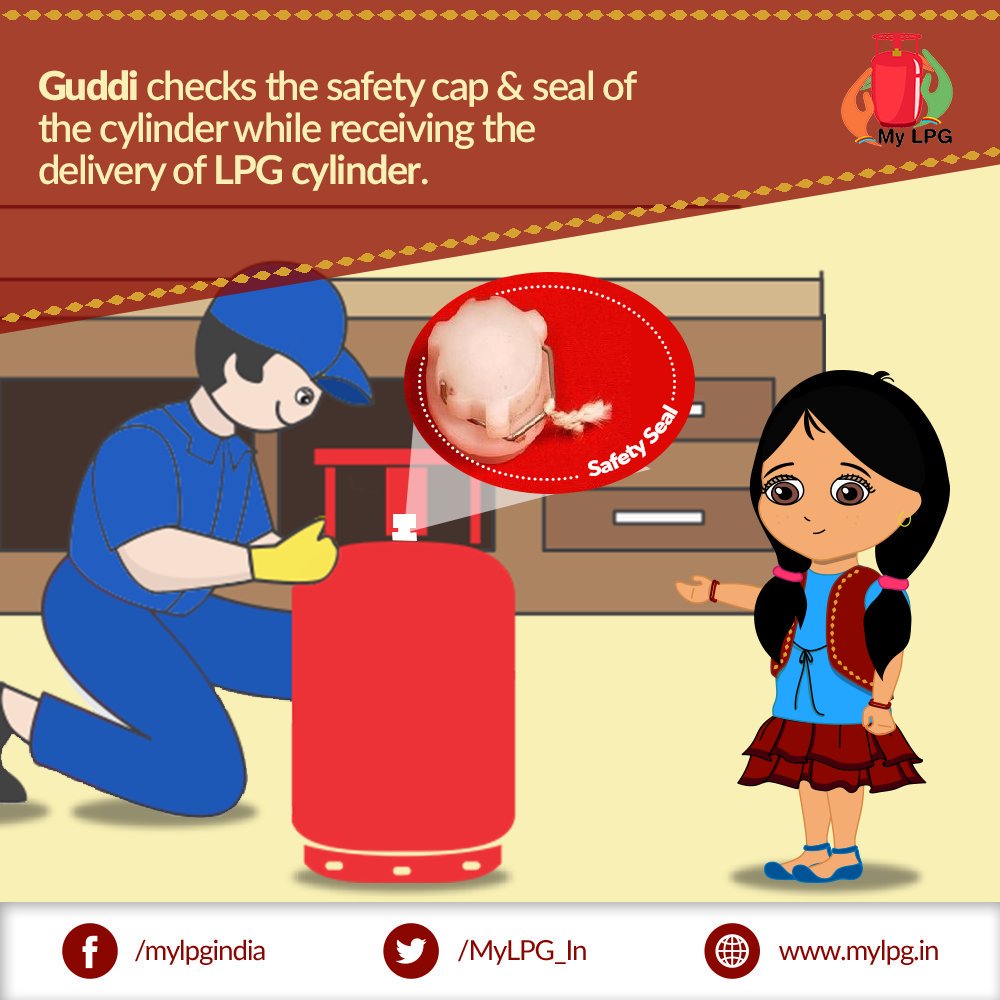 Guddi checks the safety cap & seal of
the cylinder while receiving the
delivery of LPG cylinder.
My LPG
Safety Seal
/mylpgindia
/MyLPG_In
www.mylpg.in